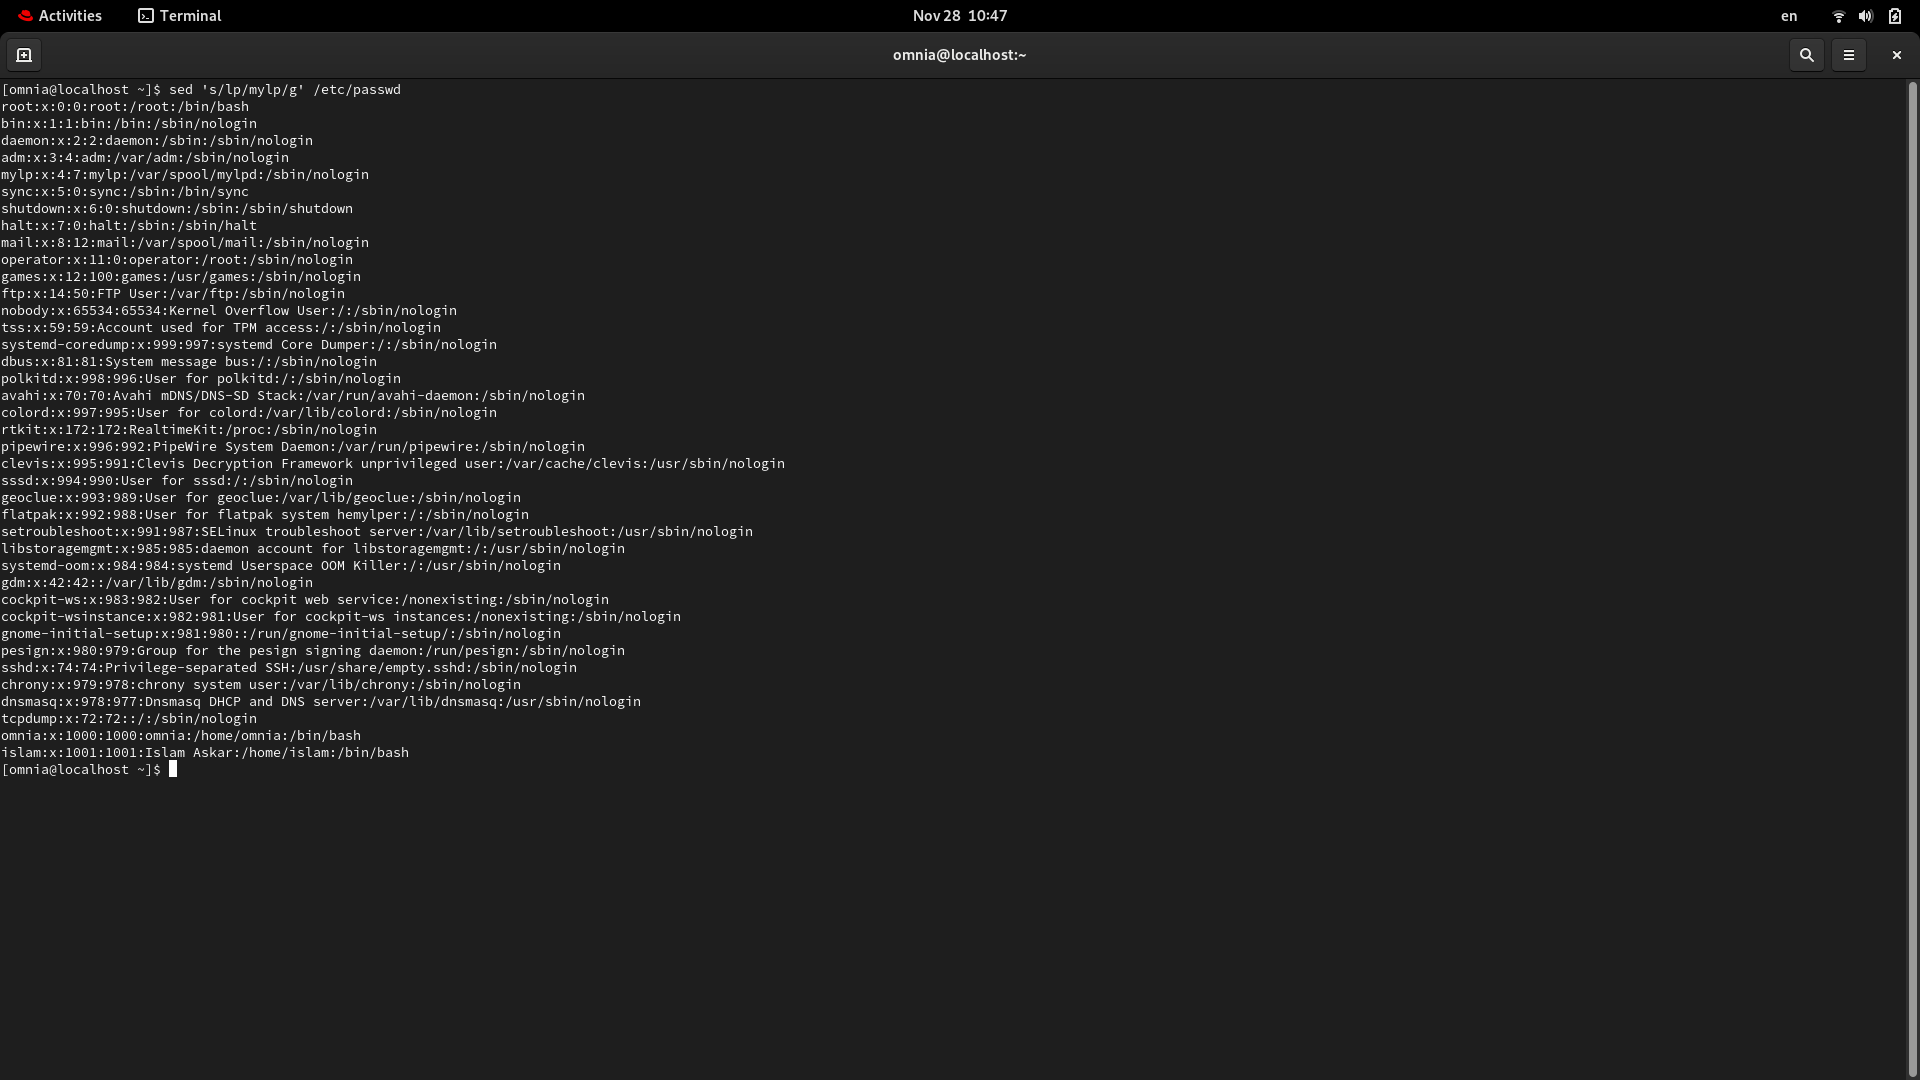 Activities Terminal Nov 28 10:47 en
omnia@localhost:~
[omnia@localhost ~]$ sed 's/lp/mylp/g' /etc/passwd
root:x:0:0:root:/root:/bin/bash
bin:x:1:1:bin:/bin:/sbin/nologin
daemon:x:2:2:daemon:/sbin:/sbin/nologin
adm:x:3:4:adm:/var/adm:/sbin/nologin
mylp:x:4:7:mylp:/var/spool/mylpd:/sbin/nologin
sync:x:5:0:sync:/sbin:/bin/sync
shutdown:x:6:0:shutdown:/sbin:/sbin/shutdown
halt:x:7:0:halt:/sbin:/sbin/halt
mail:x:8:12:mail:/var/spool/mail:/sbin/nologin
operator:x:11:0:operator:/root:/sbin/nologin
games:x:12:100:games:/usr/games:/sbin/nologin
ftp:x:14:50:FTP User:/var/ftp:/sbin/nologin
nobody:x:65534:65534:Kernel Overflow User:/:/sbin/nologin
tss:x:59:59:Account used for TPM access:/:/sbin/nologin
systemd-coredump:x:999:997:systemd Core Dumper:/:/sbin/nologin
dbus:x:81:81:System message bus:/:/sbin/nologin
polkitd:x:998:996:User for polkitd:/:/sbin/nologin
avahi:x:70:70:Avahi mDNS/DNS-SD Stack:/var/run/avahi-daemon:/sbin/nologin
colord:x:997:995:User for colord:/var/lib/colord:/sbin/nologin
rtkit:x:172:172:RealtimeKit:/proc:/sbin/nologin
pipewire:x:996:992:PipeWire System Daemon:/var/run/pipewire:/sbin/nologin
clevis:x:995:991:Clevis Decryption Framework unprivileged user:/var/cache/clevis:/usr/sbin/nologin
sssd:x:994:990:User for sssd:/:/sbin/nologin
geoclue:x:993:989:User for geoclue:/var/lib/geoclue:/sbin/nologin
flatpak:x:992:988:User for flatpak system hemylper:/:/sbin/nologin
setroubleshoot:x:991:987:SELinux troubleshoot server:/var/lib/setroubleshoot:/usr/sbin/nologin
libstoragemgmt:x:985:985:daemon account for libstoragemgmt:/:/usr/sbin/nologin
systemd-oom:x:984:984:systemd Userspace OOM Killer:/:/usr/sbin/nologin
gdm:x:42:42::/var/lib/gdm:/sbin/nologin
cockpit-ws:x:983:982:User for cockpit web service:/nonexisting:/sbin/nologin
cockpit-wsinstance:x:982:981:User for cockpit-ws instances:/nonexisting:/sbin/nologin
gnome-initial-setup:x:981:980::/run/gnome-initial-setup/:/sbin/nologin
pesign:x:980:979:Group for the pesign signing daemon:/run/pesign:/sbin/nologin
sshd:x:74:74:Privilege-separated SSH:/usr/share/empty.sshd:/sbin/nologin
chrony:x:979:978:chrony system user:/var/lib/chrony:/sbin/nologin
dnsmasq:x:978:977:Dnsmasq DHCP and DNS server:/var/lib/dnsmasq:/usr/sbin/nologin
tcpdump:x:72:72::/:/sbin/nologin
omnia:x:1000:1000:omnia:/home/omnia:/bin/bash
islam:x:1001:1001:Islam Askar:/home/islam:/bin/bash
[omnia@localhost ~]$